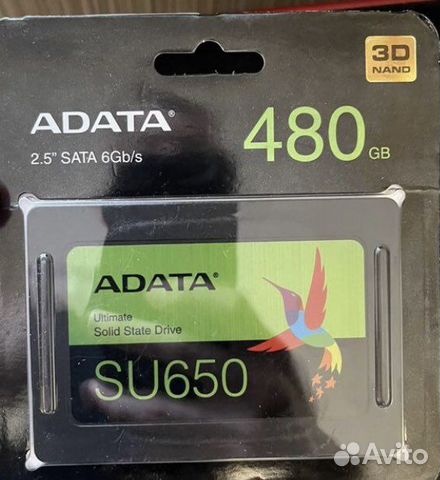 3D
NAND
ADATA®
480 GB
2.5" SATA 6Gb/s
ADATA®
Ultimate
Solid State Drive
SU650
Avito